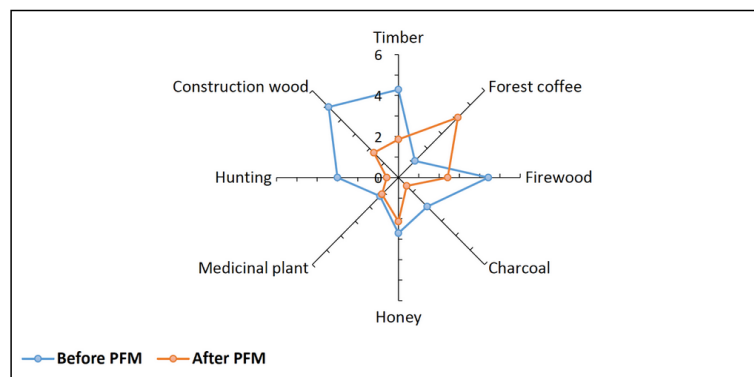 Timber
6
Construction wood
Forest coffee
4
2
Hunting
0
Firewood
Medicinal plant
Charcoal
Honey
Before PFM
After PFM